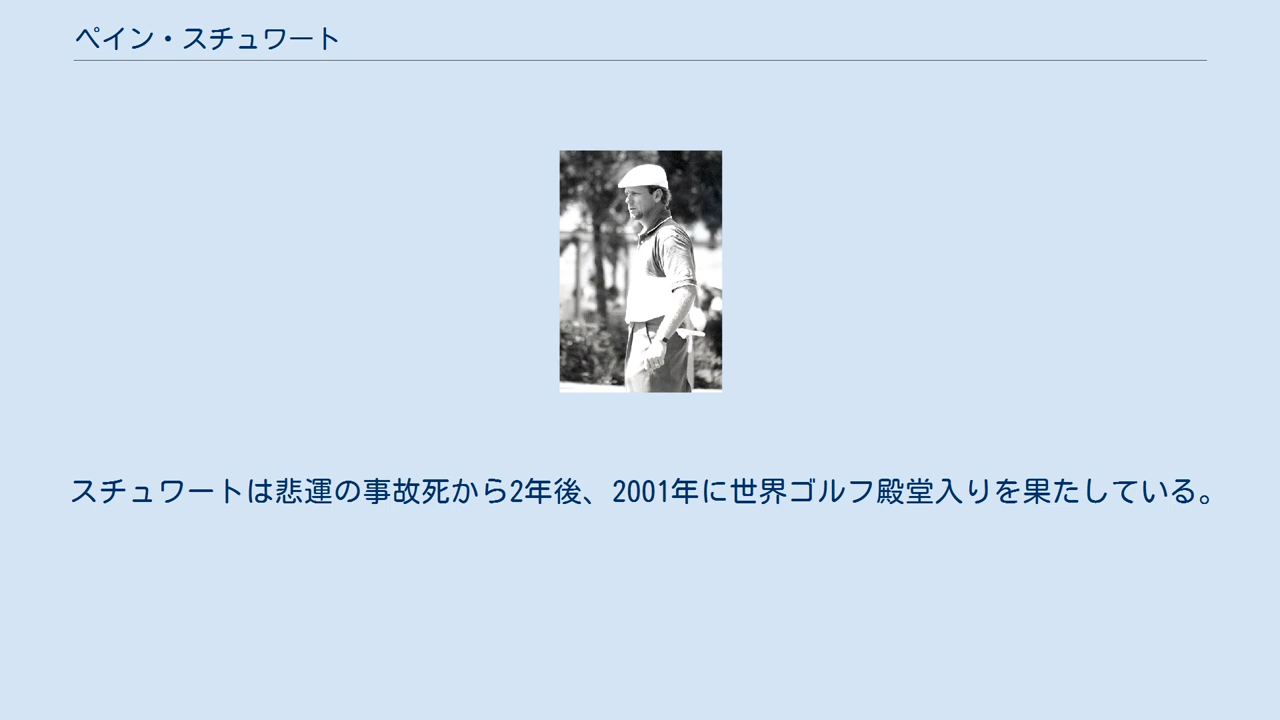 ペイン・スチュワート
スチュワートは悲運の事故死から2年後、2001年に世界ゴルフ殿堂入りを果たしている。